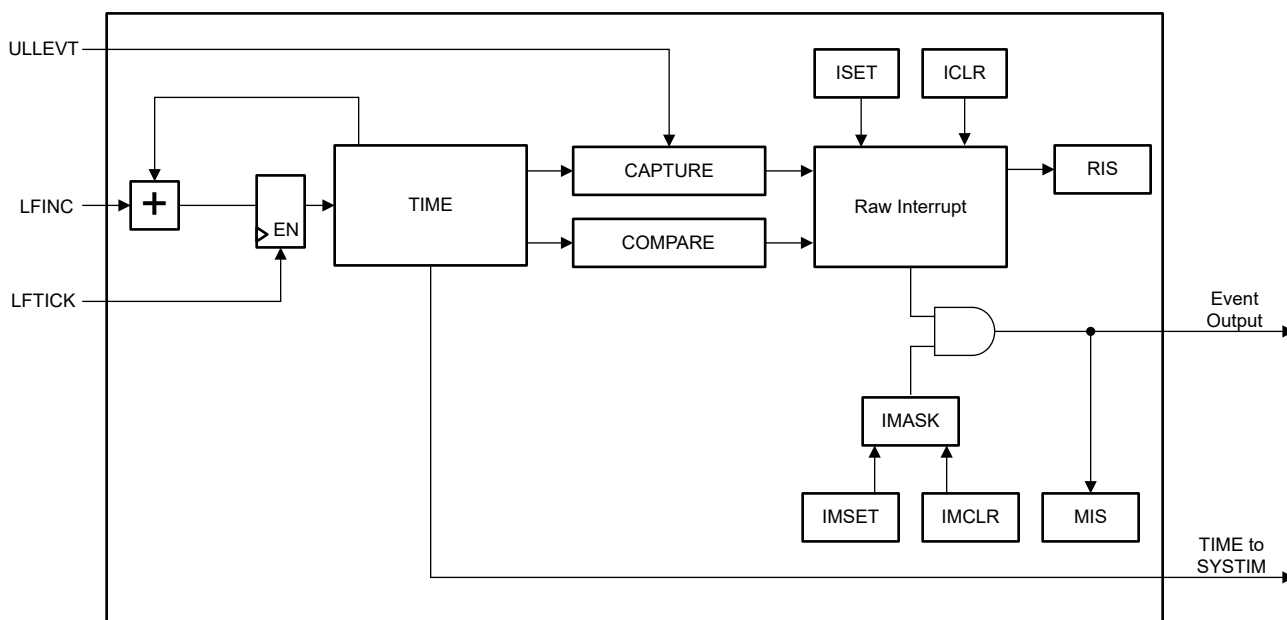 ULLEVT
ISET
ICLR
CAPTURE
RIS
LFINC
+
EN
TIME
Raw Interrupt
COMPARE
LFTICK
Event
Output
IMASK
IMSET
IMCLR
MIS
TIME to
SYSTIM